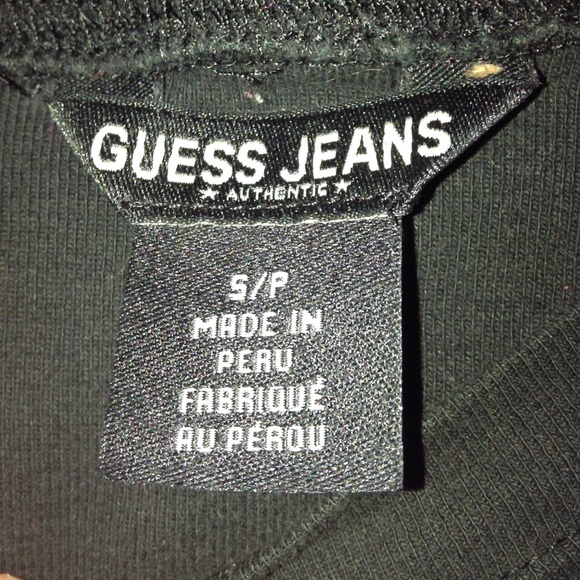 GUESS JEANS
★ AUTHENTIC ★
S/P
MADE IN
PERU
FABRIQUÉ
AU PÉROU